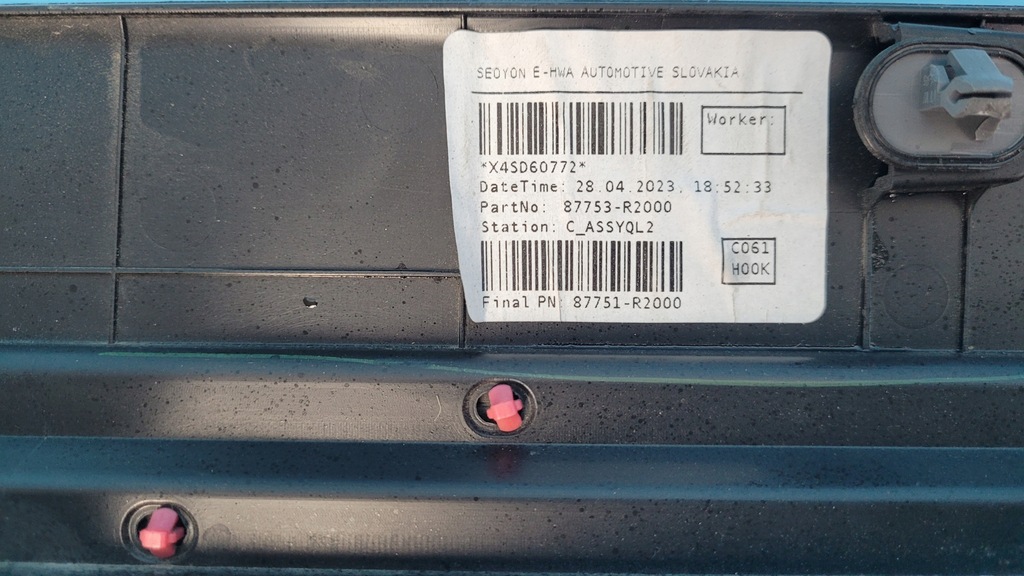 SEOYON E-HWA AUTOMOTIVE SLOVAKIA
Worker:
*X4SD60772*
DateTime: 28.04.2023. 18:52:33
PartNo: 87753-R2000
Station: C_ASSYQL2
C061
HOOK
Final PN: 87751-R2000